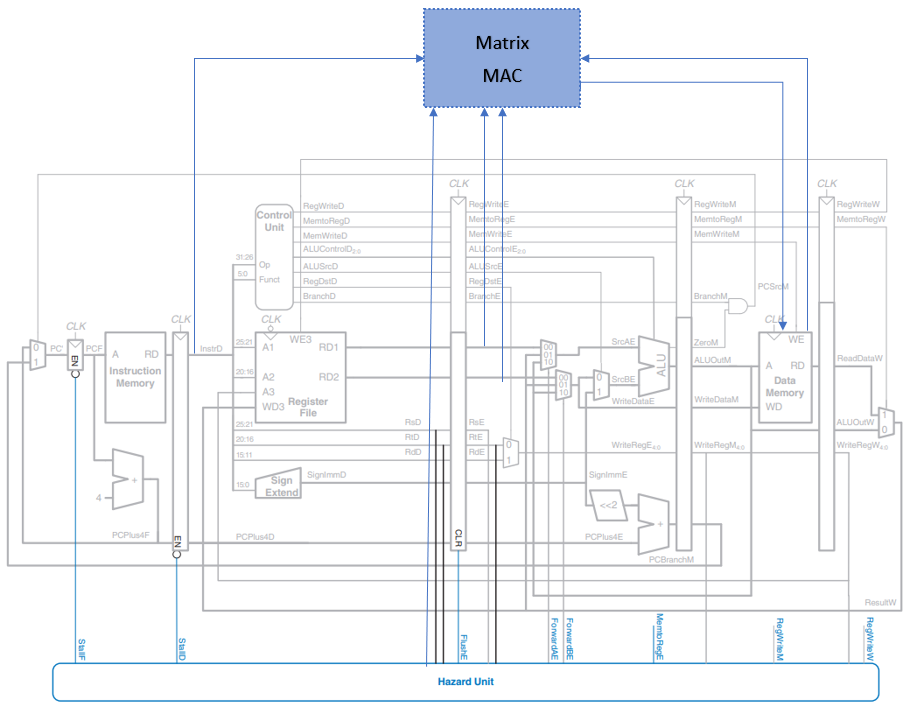 Matrix
MAC
CLK
CLK
CLK
RegWriteD
RegWriteE
RegWriteM
RegWriteW
Control
Unit
MemtoRegD
MemtoRegE
MemtoRegM
MemtoRegW
MemWriteD
MemWriteE
MemWriteM
ALUControlD2:0
ALUControlE2:0
31:26
Op
ALUSrcD
ALUSrcE
5:0
Funct
RegDstD
RegDstE
PCSrcM
BranchD
BranchE
BranchM
CLK
CLK
CLK
CLK
0
1
PC'
EN
PCF
A
RD
Instruction
Memory
InstrD
25:21
A1
WE3
RD1
00
01
10
SrcAE
ALU
ZeroM
WE
ALUOutM
A
RD
Data
Memory
WD
ReadDataW
20:16
A2
RD2
A3
WD3
Register
File
00
01
10
0
1
SrcBE
WriteDataE
WriteDataM
1
0
ALUOutW
25:21
RsD
RsE
20:16
RtD
RtE
15:11
RdD
RdE
0
1
WriteRegE4:0
WriteRegM4:0
WriteRegW4:0
15:0
Sign
Extend
SignImmD
SignImmE
+
4
<<2
+
PCPlus4F
EN
PCPlus4D
CLR
PCPlus4E
PCBranchM
ResultW
StallF
StallD
FlushE
ForwardAE
ForwardBE
MemtoRegE
RegWriteM
RegWriteW
Hazard Unit